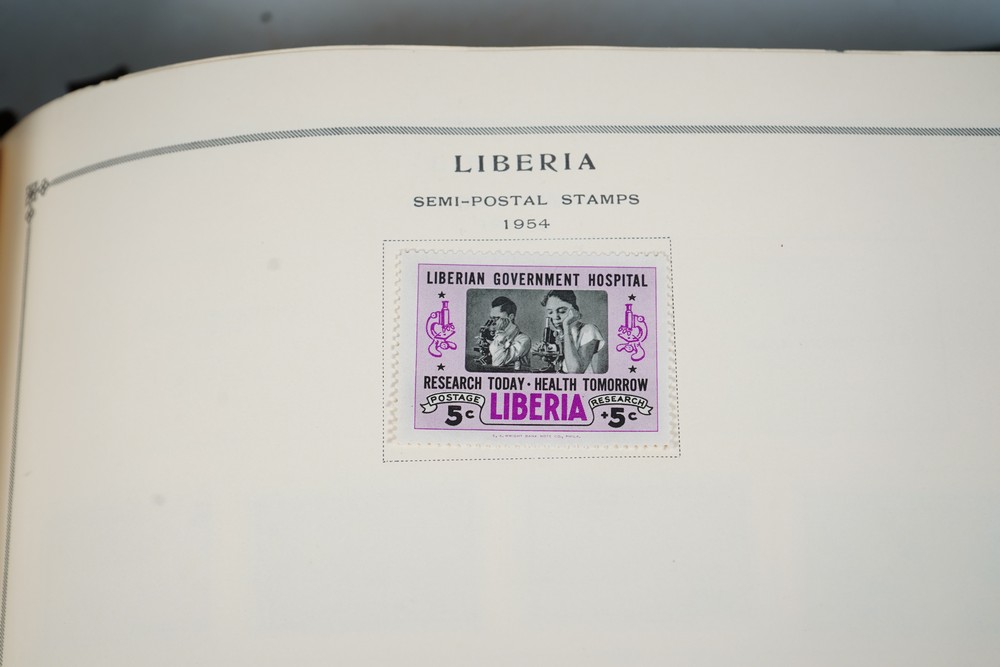 LIBERIA
SEMI-POSTAL STAMPS
1954
LIBERIAN GOVERNMENT HOSPITAL
RESEARCH TODAY · HEALTH TOMORROW
POSTAGE RESEARCH
5c LIBERIA +5c